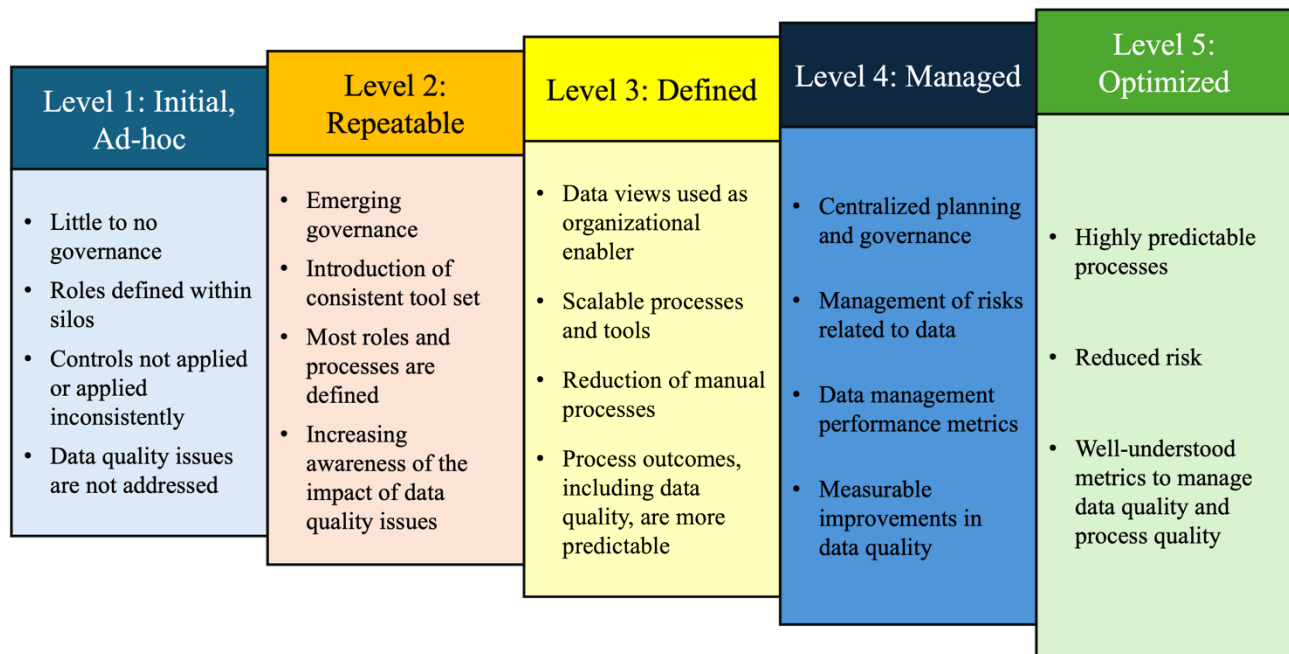 Level 1: Initial,
Ad-hoc
• Little to no
governance
• Roles defined within
silos
• Controls not applied
or applied
inconsistently
• Data quality issues
are not addressed
Level 2:
Repeatable
• Emerging
governance
• Introduction of
consistent tool set
• Most roles and
processes are
defined
• Increasing
awareness of the
impact of data
quality issues
Level 3: Defined
• Data views used as
organizational
enabler
• Scalable processes
and tools
• Reduction of manual
processes
• Process outcomes,
including data
quality, are more
predictable
Level 4: Managed
• Centralized planning
and governance
• Management of risks
related to data
• Data management
performance metrics
• Measurable
improvements in
data quality
Level 5:
Optimized
• Highly predictable
processes
• Reduced risk
• Well-understood
metrics to manage
data quality and
process quality